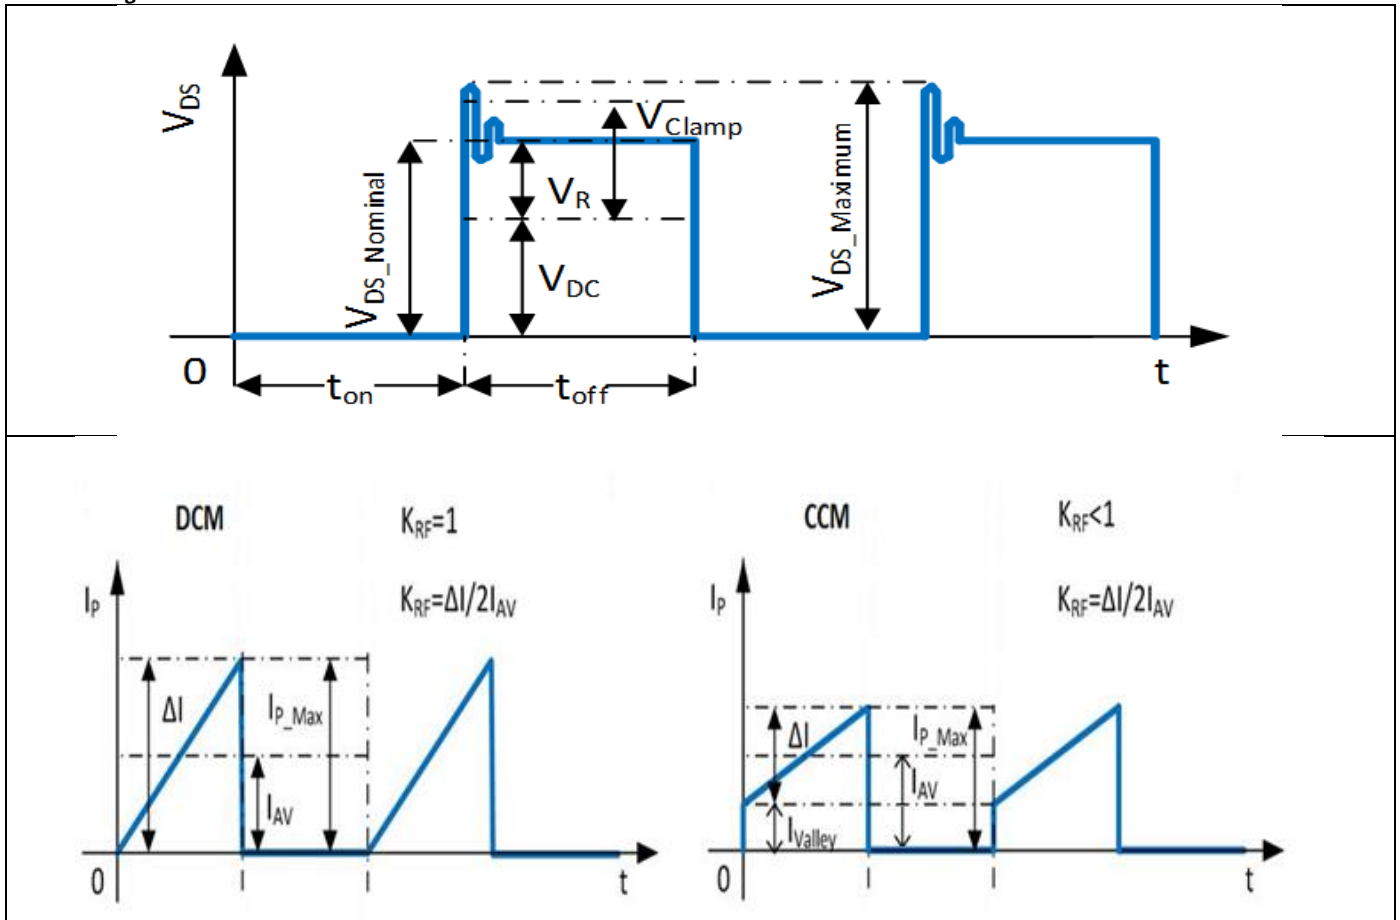 V_DS
V_Clamp
V_DS_Nominal
V_R
V_DC
V_DS_Maximum
0
t_on
t_off
t
DCM
K_RF=1
K_RF=ΔI/2I_AV
I_P
ΔI
I_P_Max
I_AV
0
t
CCM
K_RF<1
K_RF=ΔI/2I_AV
I_P
ΔI
I_P_Max
I_AV
I_Valley
0
t